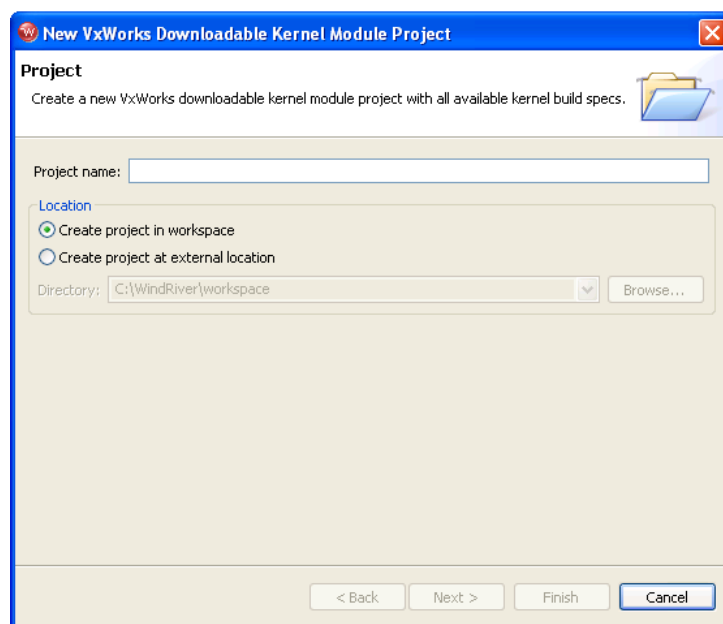 New VxWorks Downloadable Kernel Module Project
Project
Create a new VxWorks downloadable kernel module project with all available kernel build specs.
Project name:
Location
Create project in workspace
Create project at external location
Directory: C:\WindRiver\workspace Browse...
< Back Next > Finish Cancel